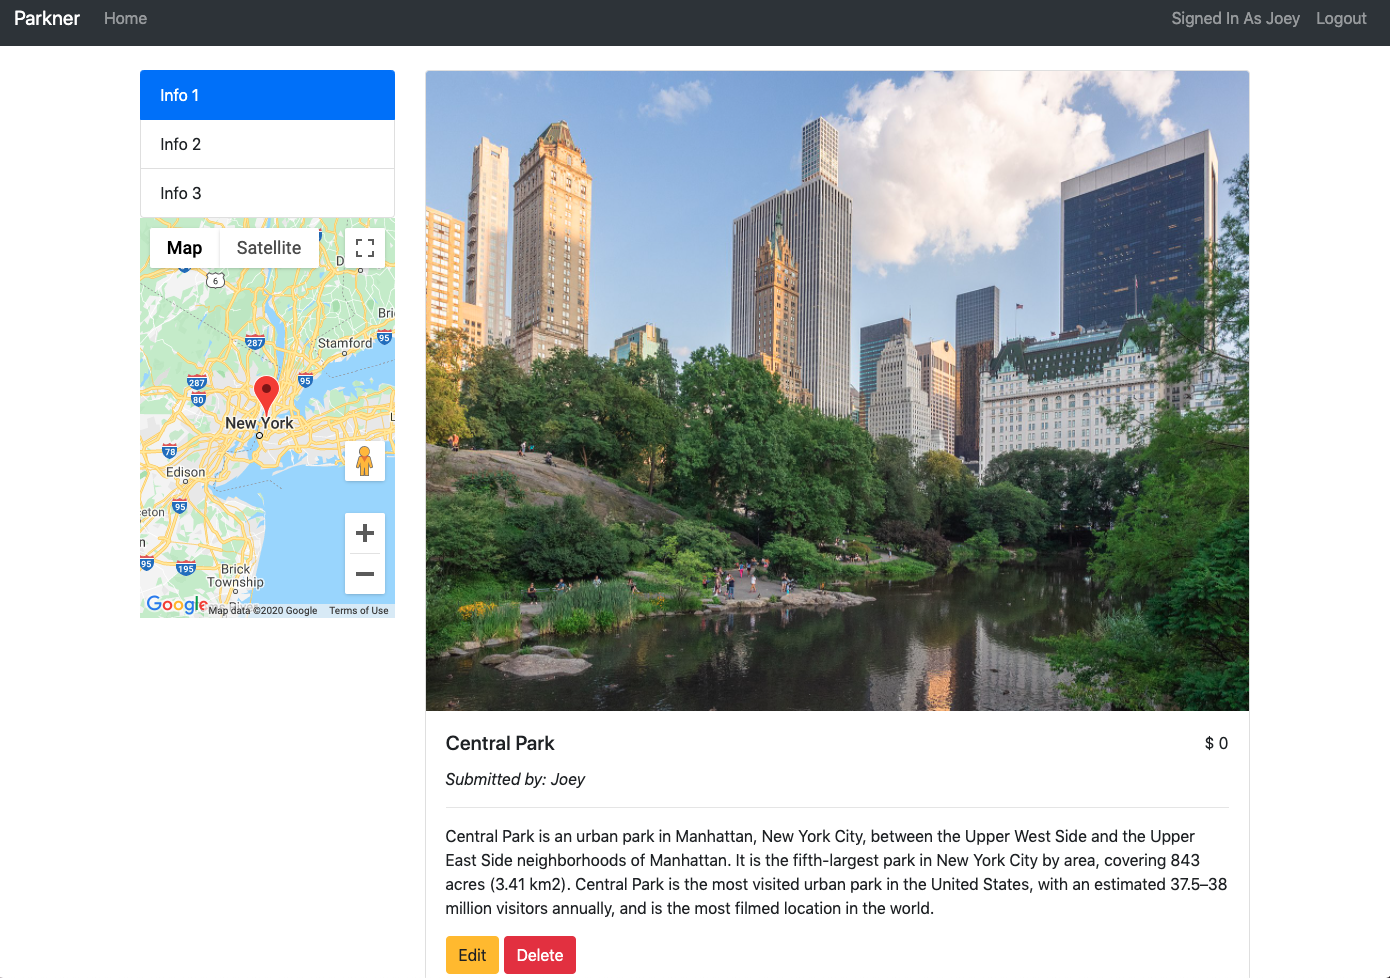 Parkner Home Signed In As Joey Logout
Info 1
Info 2
Info 3
Map Satellite
6
287
Stamford
95
287
95
80
New York
78
Edison
95
95
195
Brick
Township
Google
Map data ©2020 Google Terms of Use
Central Park
$ 0
Submitted by: Joey
Central Park is an urban park in Manhattan, New York City, between the Upper West Side and the Upper
East Side neighborhoods of Manhattan. It is the fifth-largest park in New York City by area, covering 843
acres (3.41 km2). Central Park is the most visited urban park in the United States, with an estimated 37.5–38
million visitors annually, and is the most filmed location in the world.
Edit Delete